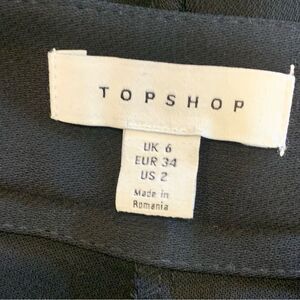 TOPSHOP
UK 6
EUR 34
US 2
Made in
Romania